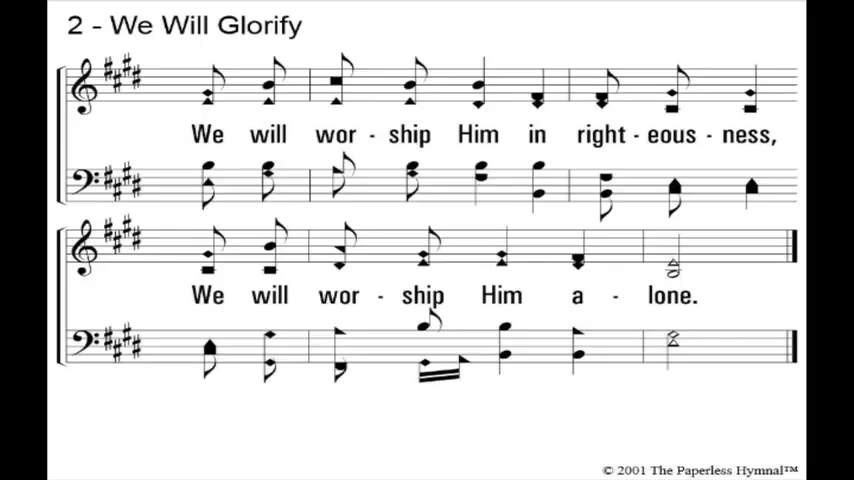 2 - We Will Glorify
We will wor - ship Him in right - eous - ness,
We will wor - ship Him a - lone.
© 2001 The Paperless Hymnal™